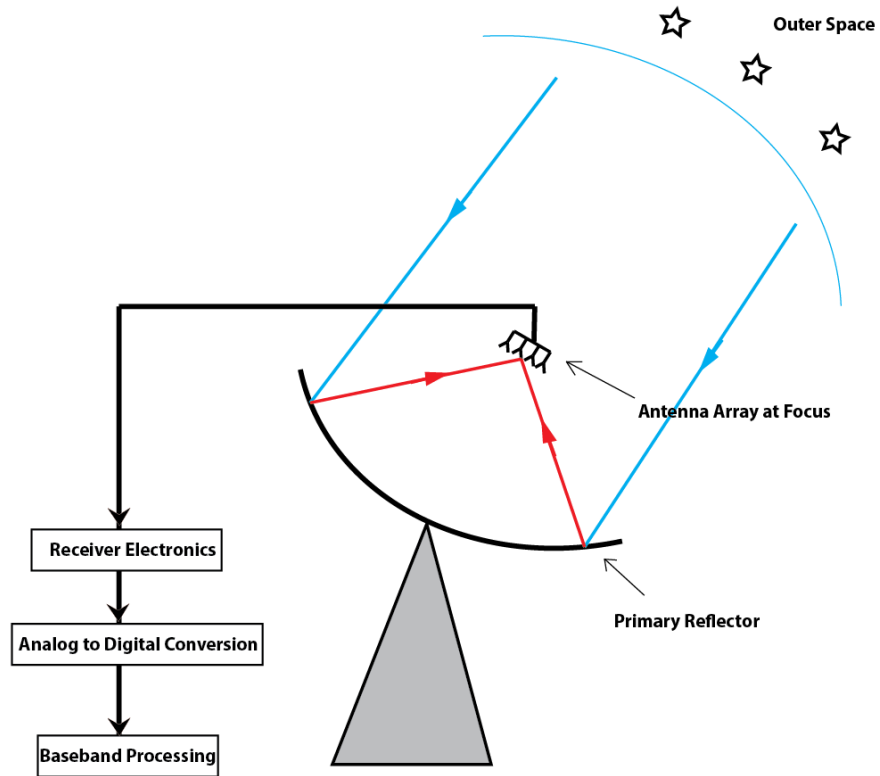 Outer Space
Antenna Array at Focus
Receiver Electronics
Primary Reflector
Analog to Digital Conversion
Baseband Processing